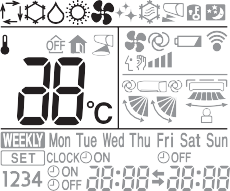 OFF
88°C
WEEKLY Mon Tue Wed Thu Fri Sat Sun
SET CLOCK ON OFF
1234 ON 88:88 88:88
OFF